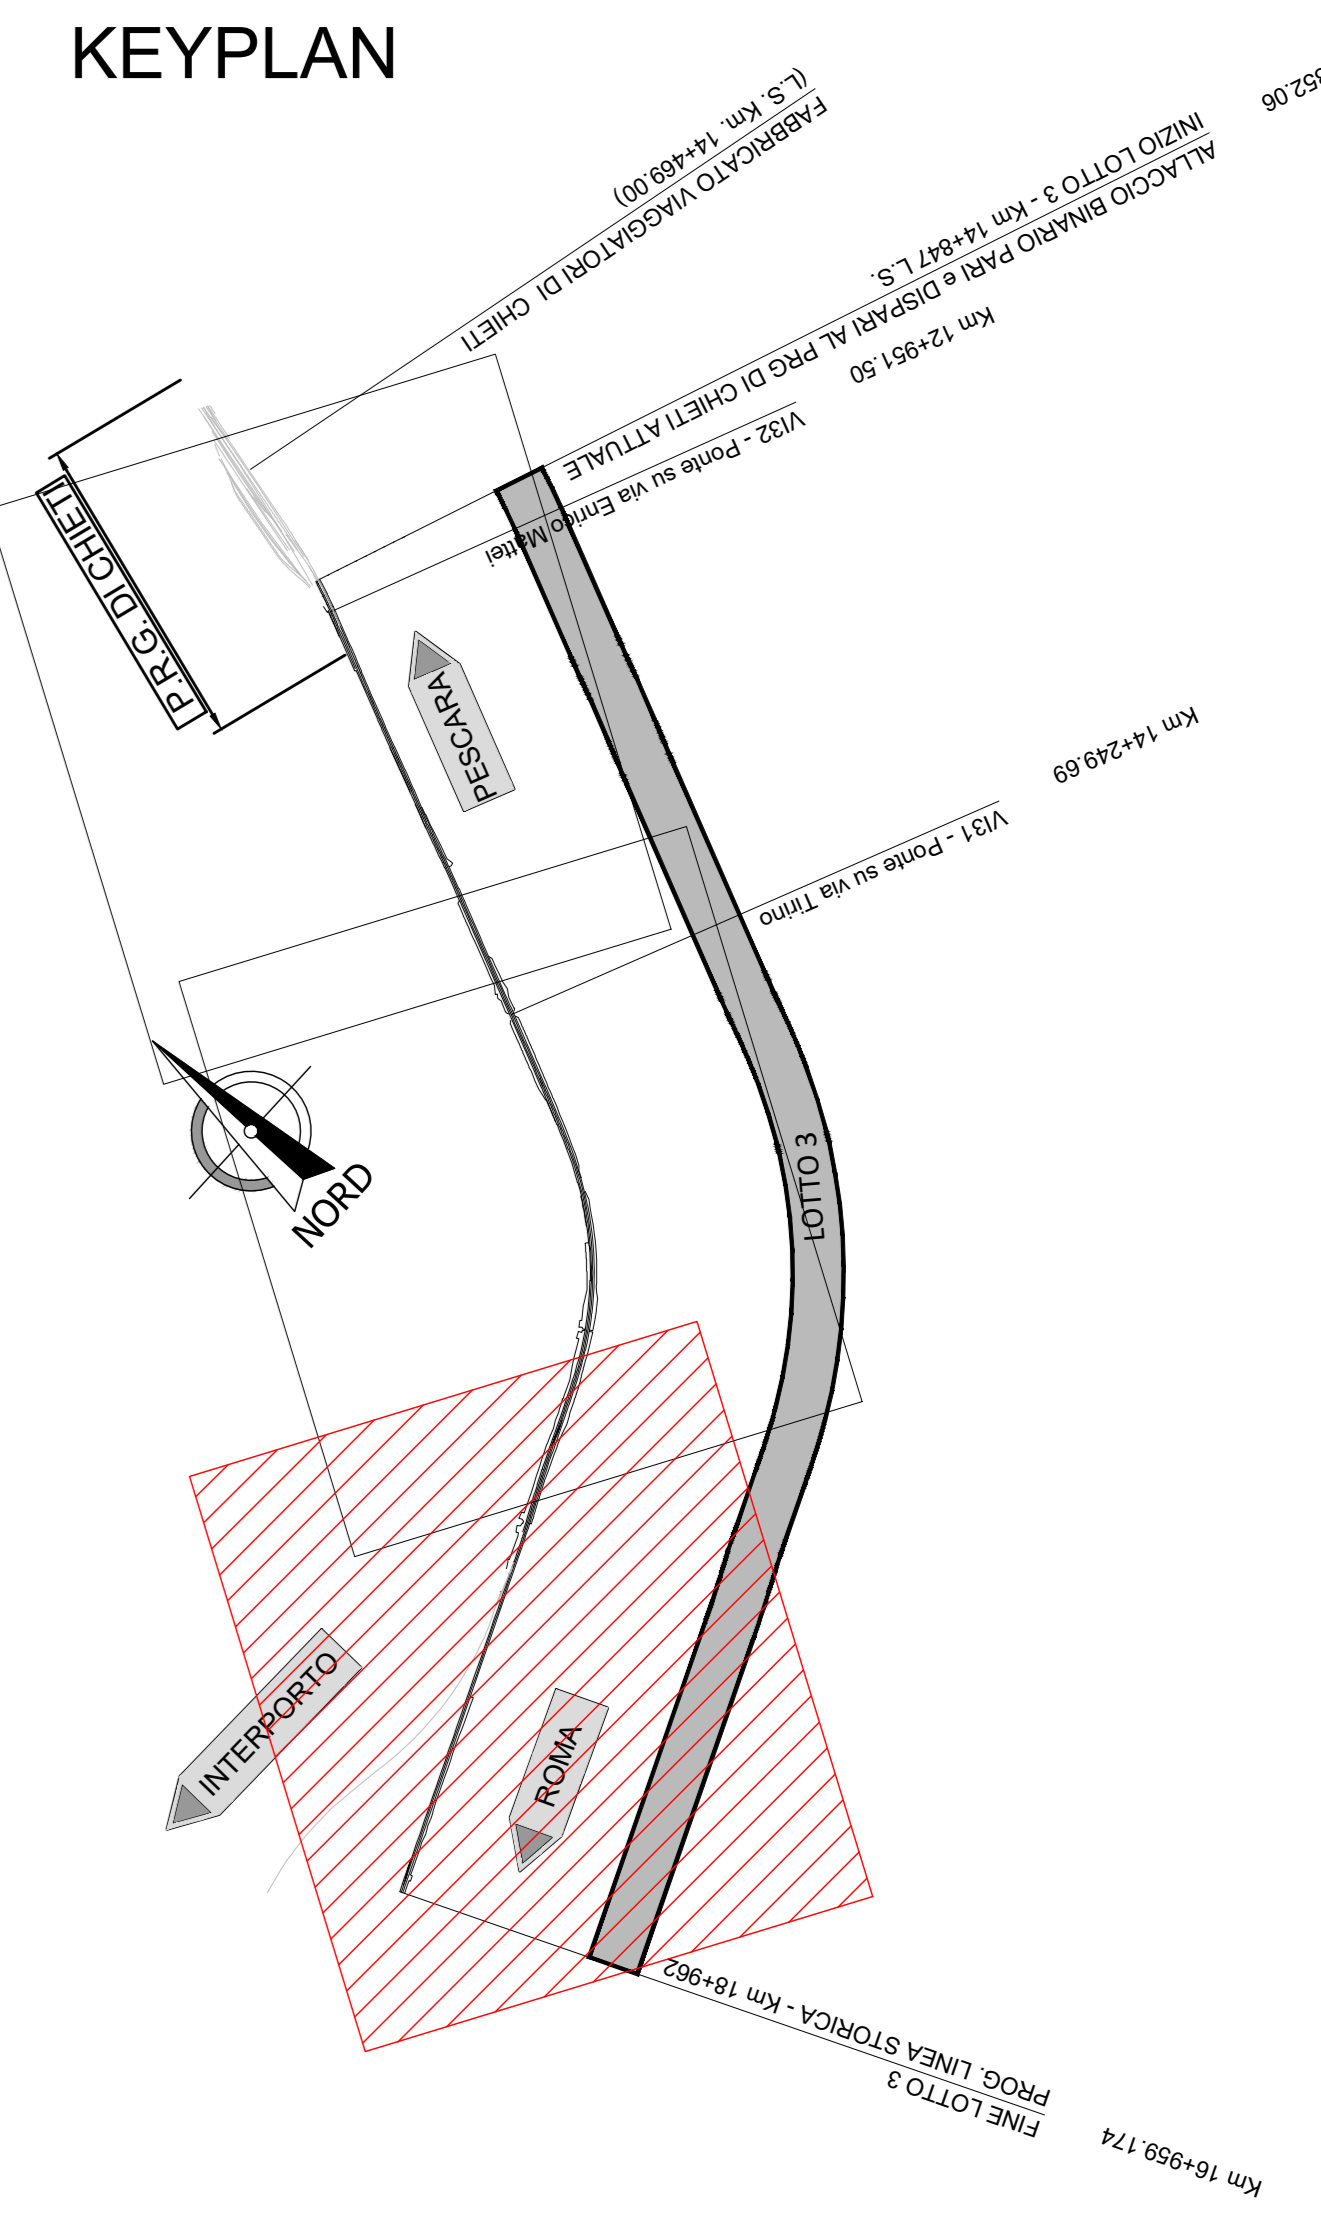 KEYPLAN
FABBRICATO VIAGGIATORI DI CHIETI
(L.S. Km. 14+469.00)
ALLACCIO BINARIO PARI e DISPARI AL PRG DI CHIETI ATTUALE
INIZIO LOTTO 3 - Km 14+847 L.S.
352.06
Km 12+951.50
VI32 - Ponte su via Enrico Mattei
P.R.G. DI CHIETI
PESCARA
Km 14+249.69
VI31 - Ponte su via Tirino
NORD
LOTTO 3
INTERPORTO
ROMA
FINE LOTTO 3
PROG. LINEA STORICA - Km 18+962
Km 16+959.174